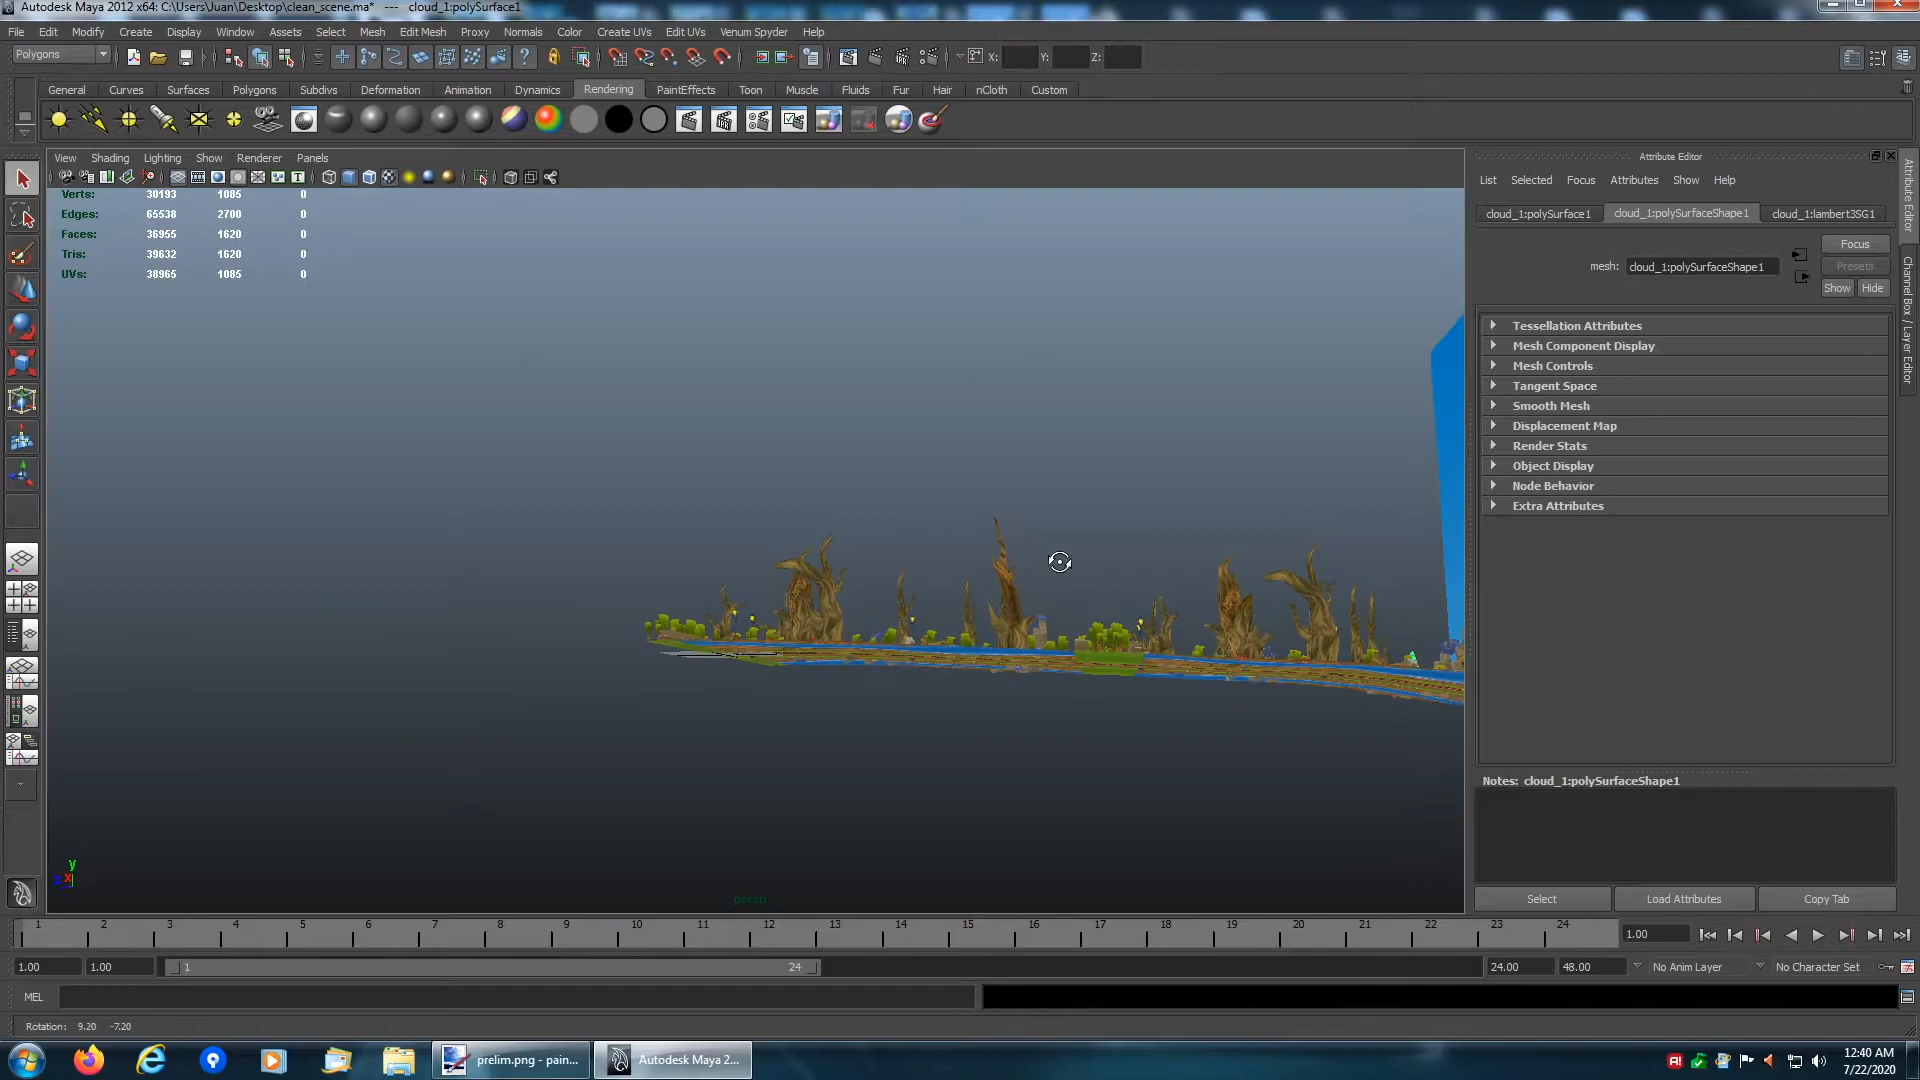 Autodesk Maya 2012 x64: C:\Users\Juan\Desktop\clean_scene.ma* --- cloud_1:polySurface1
File Edit Modify Create Display Window Assets Select Mesh Edit Mesh Proxy Normals Color Create UVs Edit UVs Venum Spyder Help
Polygons X: Y: Z:
General Curves Surfaces Polygons Subdivs Deformation Animation Dynamics Rendering PaintEffects Toon Muscle Fluids Fur Hair nCloth Custom
View Shading Lighting Show Renderer Panels
Verts: 30193 1085 0
Edges: 65538 2700 0
Faces: 36955 1620 0
Tris: 39632 1620 0
UVs: 38965 1085 0
y
z x
persp
Attribute Editor
List Selected Focus Attributes Show Help
cloud_1:polySurface1 cloud_1:polySurfaceShape1 cloud_1:lambert3SG1
Focus
mesh: cloud_1:polySurfaceShape1 Presets
Show Hide
Tessellation Attributes
Mesh Component Display
Mesh Controls
Tangent Space
Smooth Mesh
Displacement Map
Render Stats
Object Display
Node Behavior
Extra Attributes
Notes: cloud_1:polySurfaceShape1
Select Load Attributes Copy Tab
Attribute Editor
Channel Box / Layer Editor
1 2 3 4 5 6 7 8 9 10 11 12 13 14 15 16 17 18 19 20 21 22 23 24 1.00
1.00 1.00 1 24 24.00 48.00 No Anim Layer No Character Set
MEL
Rotation: 9.20 -7.20
prelim.png - pain... Autodesk Maya 2... 12:40 AM
7/22/2020